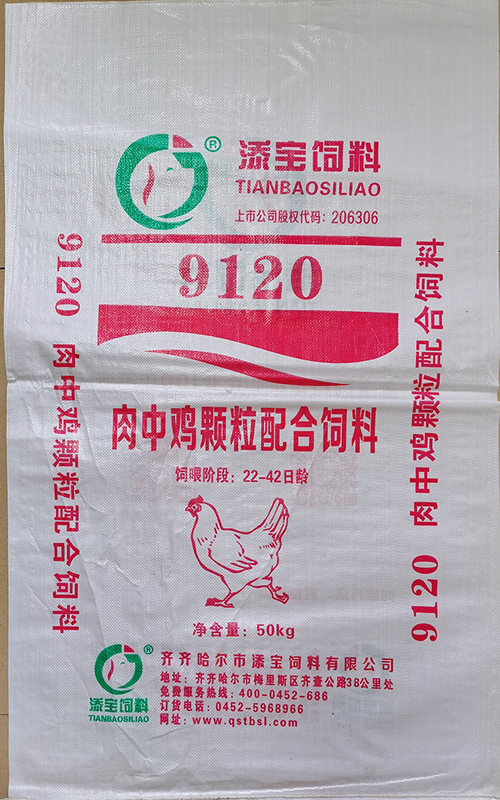 ®
添宝饲料
TIANBAOSILIAO
上市公司股权代码：206306
9120
9120 肉中鸡颗粒配合饲料
9120 肉中鸡颗粒配合饲料
肉中鸡颗粒配合饲料
饲喂阶段：22-42日龄
净含量：50kg
®
添宝饲料
TIANBAOSILIAO
齐齐哈尔市添宝饲料有限公司
地址：齐齐哈尔市梅里斯区齐查公路38公里处
免费服务热线：400-0452-686
订货电话：0452-5968966
网址：www.qstbsl.com